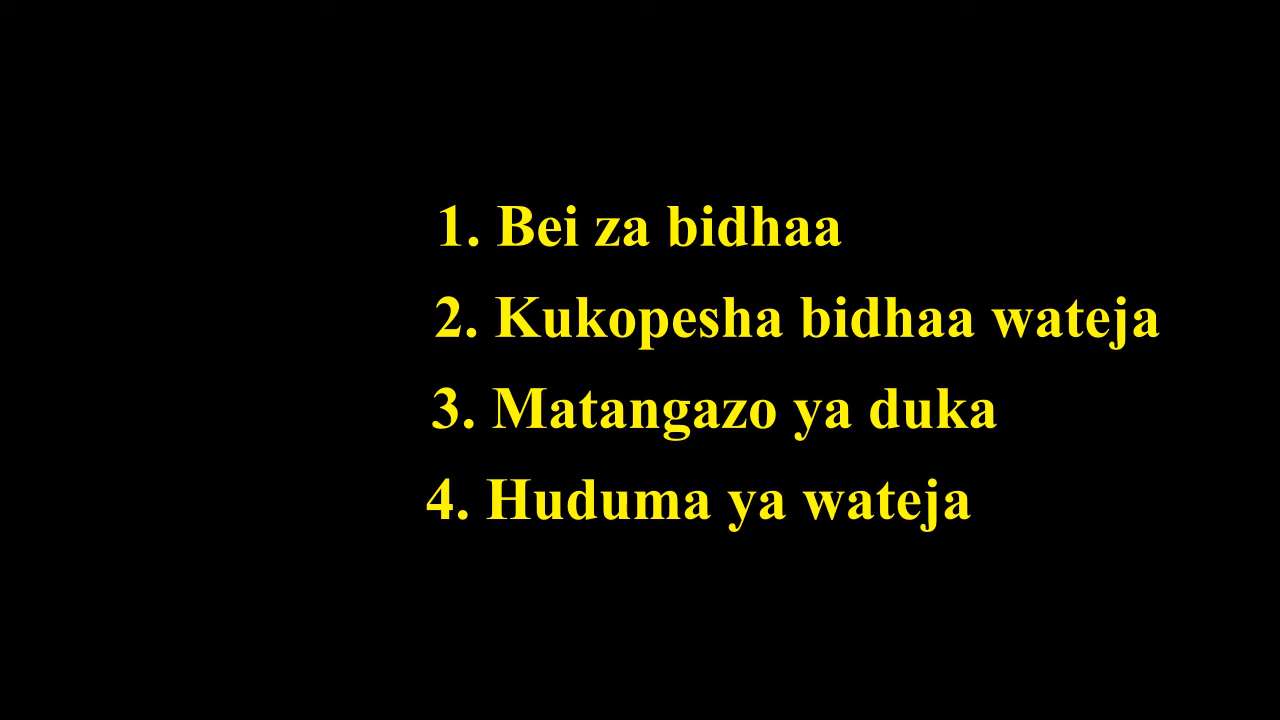 1. Bei za bidhaa
2. Kukopesha bidhaa wateja
3. Matangazo ya duka
4. Huduma ya wateja